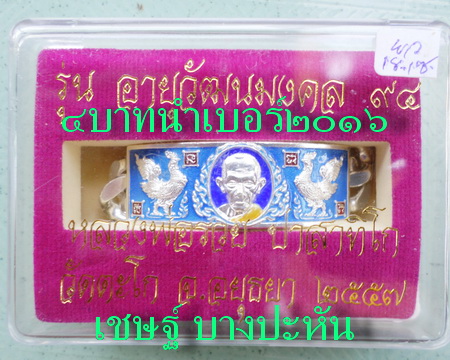 รุ่น อายุวัฒนมงคล ๙๔
๔บาทนำเบอร์๒๐๑๖
หลวงพ่อรวย ปาสาทิโก
วัดตะโก จ.อยุธยา ๒๕๕๗
เชษฐ์ บางปะหัน